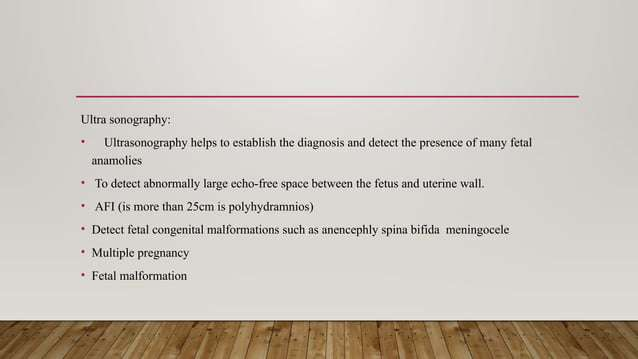 Ultra sonography:
• Ultrasonography helps to establish the diagnosis and detect the presence of many fetal
anamolies
• To detect abnormally large echo-free space between the fetus and uterine wall.
• AFI (is more than 25cm is polyhydramnios)
• Detect fetal congenital malformations such as anencephly spina bifida meningocele
• Multiple pregnancy
• Fetal malformation